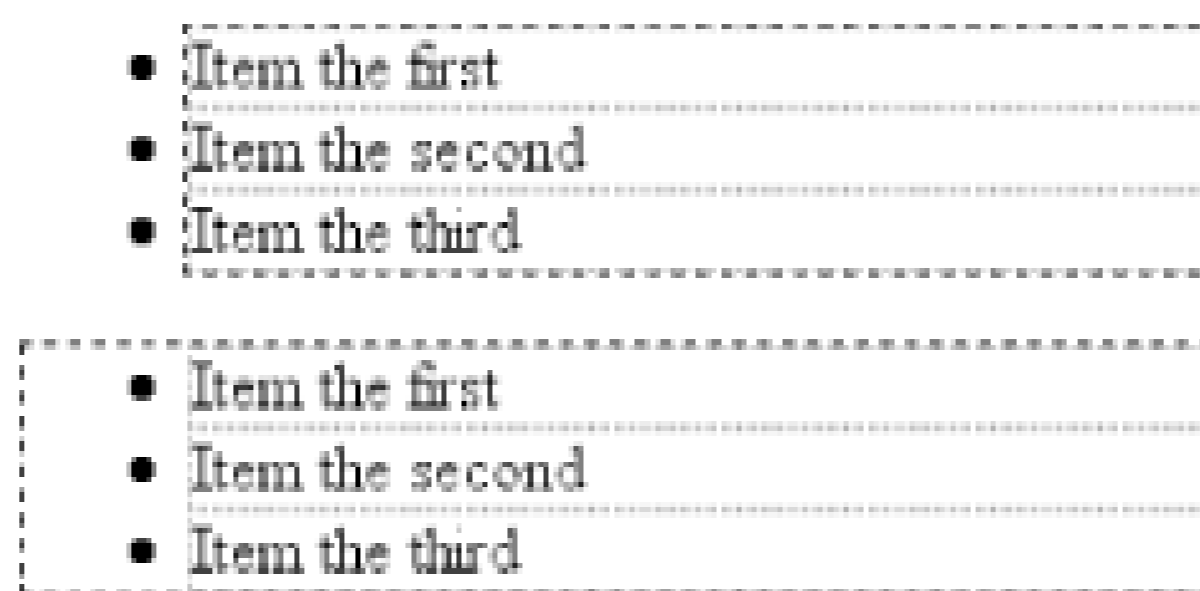 • Item the first
• Item the second
• Item the third
• Item the first
• Item the second
• Item the third